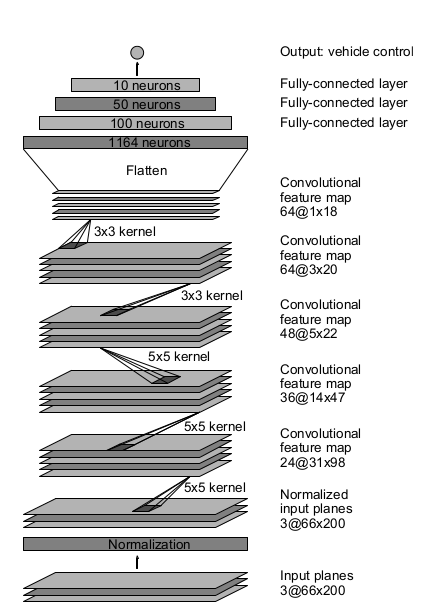 Output: vehicle control
10 neurons
Fully-connected layer
50 neurons
Fully-connected layer
100 neurons
Fully-connected layer
1164 neurons
Flatten
Convolutional
feature map
64@1x18
3x3 kernel
Convolutional
feature map
64@3x20
3x3 kernel
Convolutional
feature map
48@5x22
5x5 kernel
Convolutional
feature map
36@14x47
5x5 kernel
Convolutional
feature map
24@31x98
5x5 kernel
Normalized
input planes
3@66x200
Normalization
Input planes
3@66x200